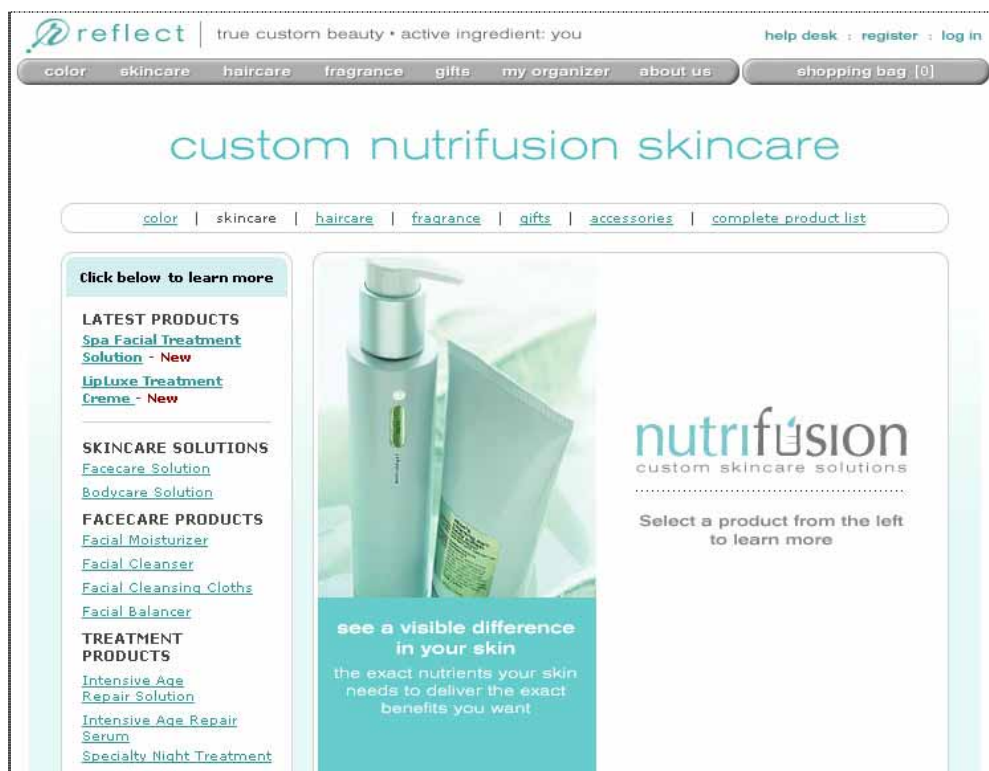 reflect | true custom beauty • active ingredient: you
help desk : register : log in
color skincare haircare fragrance gifts my organizer about us shopping bag [0]
custom nutrifusion skincare
color | skincare | haircare | fragrance | gifts | accessories | complete product list
Click below to learn more
LATEST PRODUCTS
Spa Facial Treatment
Solution - New
LipLuxe Treatment
Creme - New
SKINCARE SOLUTIONS
Facecare Solution
Bodycare Solution
FACECARE PRODUCTS
Facial Moisturizer
Facial Cleanser
Facial Cleansing Cloths
Facial Balancer
TREATMENT
PRODUCTS
Intensive Age
Repair Solution
Intensive Age Repair
Serum
Specialty Night Treatment
see a visible difference
in your skin
the exact nutrients your skin
needs to deliver the exact
benefits you want
nutrifusion
custom skincare solutions
Select a product from the left
to learn more